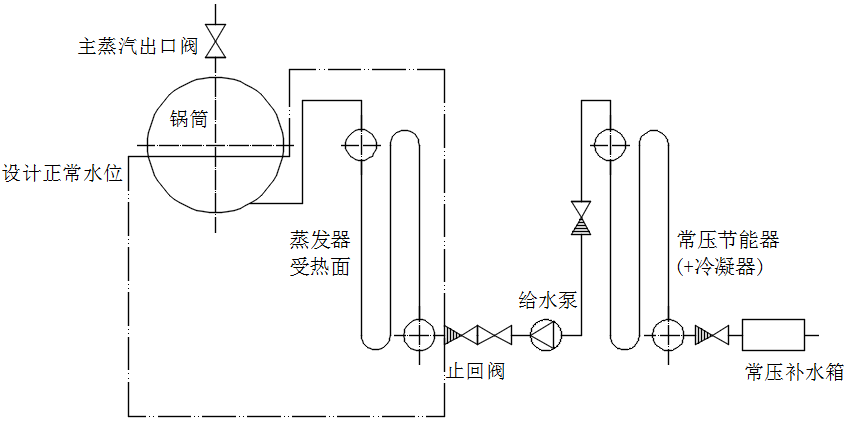 主蒸汽出口阀
锅筒
设计正常水位
蒸发器
受热面
常压节能器
(+冷凝器)
给水泵
止回阀
常压补水箱